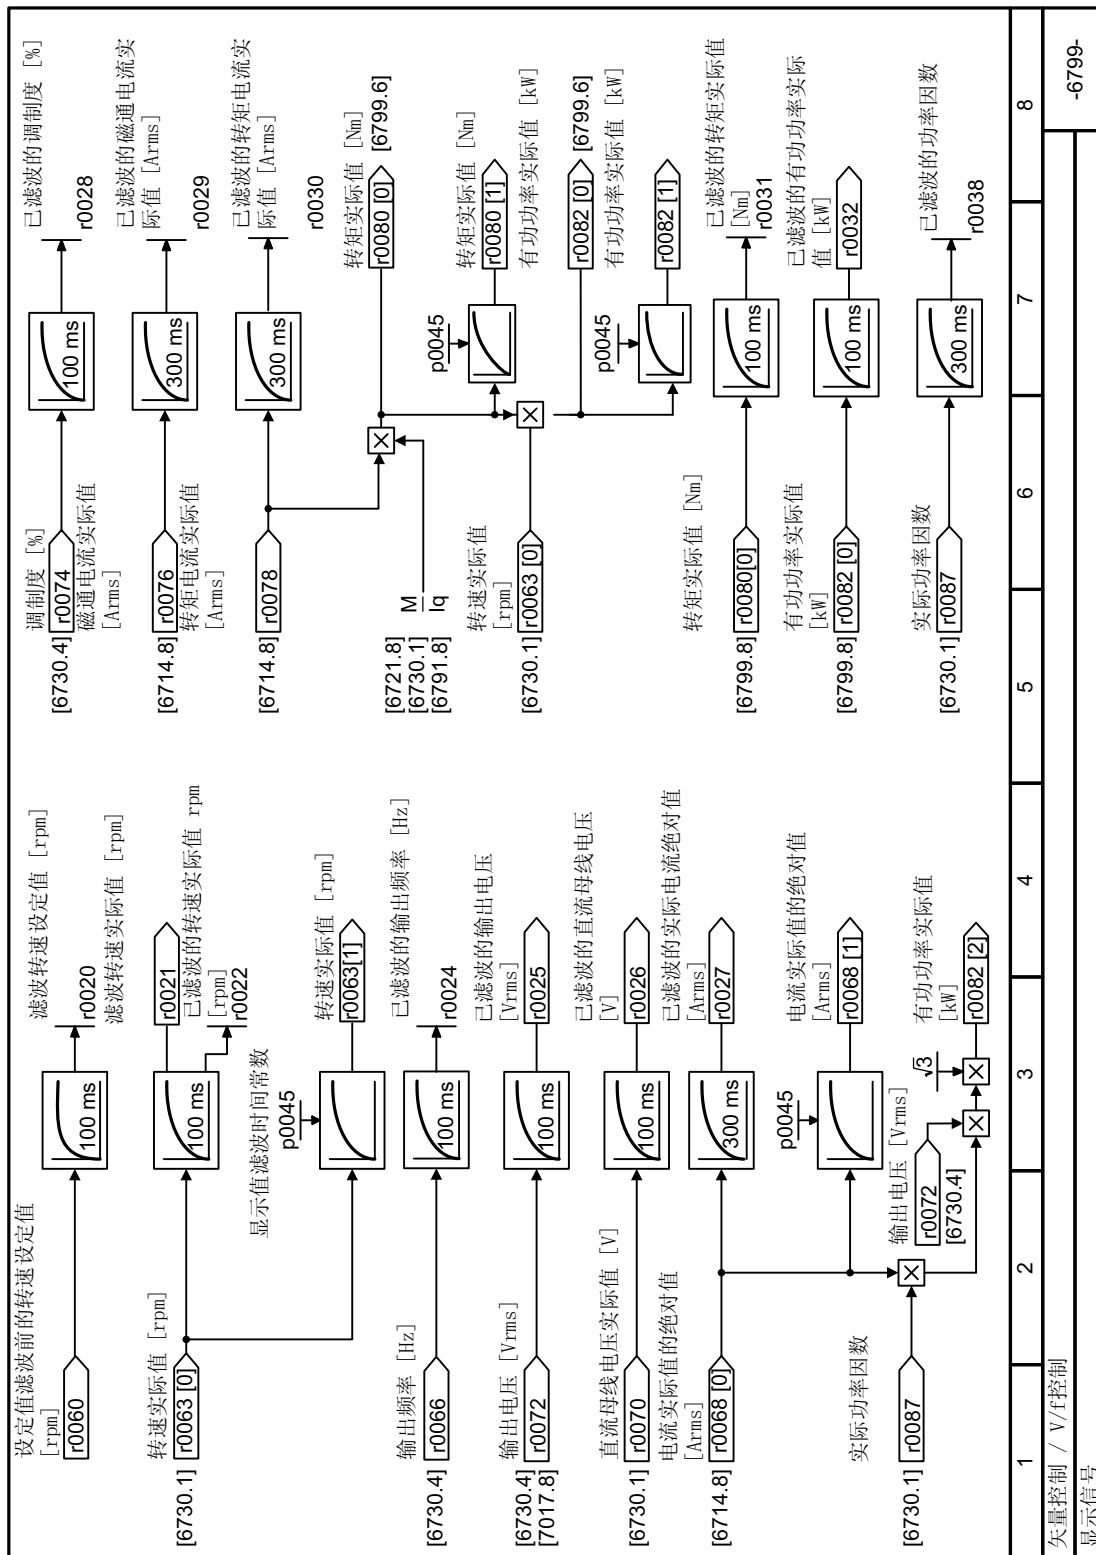 设定值滤波前的转速设定值
[rpm]
r0060
100 ms
滤波转速设定值 [rpm]
r0020
转速实际值 [rpm]
[6730.1]
r0063 [0]
100 ms
滤波转速实际值 [rpm]
r0021
已滤波的转速实际值 rpm
[rpm]
r0022
显示值滤波时间常数
p0045
转速实际值 [rpm]
r0063[1]
输出频率 [Hz]
[6730.4]
r0066
100 ms
已滤波的输出频率 [Hz]
r0024
输出电压 [Vrms]
[6730.4]
[7017.8]
r0072
100 ms
已滤波的输出电压
[Vrms]
r0025
直流母线电压实际值 [V]
[6730.1]
r0070
100 ms
已滤波的直流母线电压
[V]
r0026
电流实际值的绝对值
[Arms]
[6714.8]
r0068 [0]
300 ms
已滤波的实际电流绝对值
[Arms]
r0027
p0045
电流实际值的绝对值
[Arms]
r0068 [1]
实际功率因数
[6730.1]
r0087
×
输出电压 [Vrms]
r0072
[6730.4]
×
√3
×
有功功率实际值
[kW]
r0082 [2]
调制度 [%]
[6730.4]
r0074
100 ms
已滤波的调制度 [%]
r0028
磁通电流实际值
[Arms]
[6714.8]
r0076
300 ms
已滤波的磁通电流实
际值 [Arms]
r0029
转矩电流实际值
[Arms]
[6714.8]
r0078
300 ms
已滤波的转矩电流实
际值 [Arms]
r0030
[6721.8]
[6730.1]
[6791.8]
M
Iq
×
转矩实际值 [Nm]
r0080 [0]
[6799.6]
p0045
转矩实际值 [Nm]
r0080 [1]
转速实际值
[rpm]
[6730.1]
r0063 [0]
×
有功功率实际值 [kW]
r0082 [0]
[6799.6]
p0045
有功功率实际值 [kW]
r0082 [1]
转矩实际值 [Nm]
[6799.8]
r0080[0]
100 ms
已滤波的转矩实际值
[Nm]
r0031
有功功率实际值
[kW]
[6799.8]
r0082 [0]
100 ms
已滤波的有功功率实际
值 [kW]
r0032
实际功率因数
[6730.1]
r0087
300 ms
已滤波的功率因数
r0038
1 2 3 4 5 6 7 8
矢量控制 / V/f控制
显示信号
-6799-